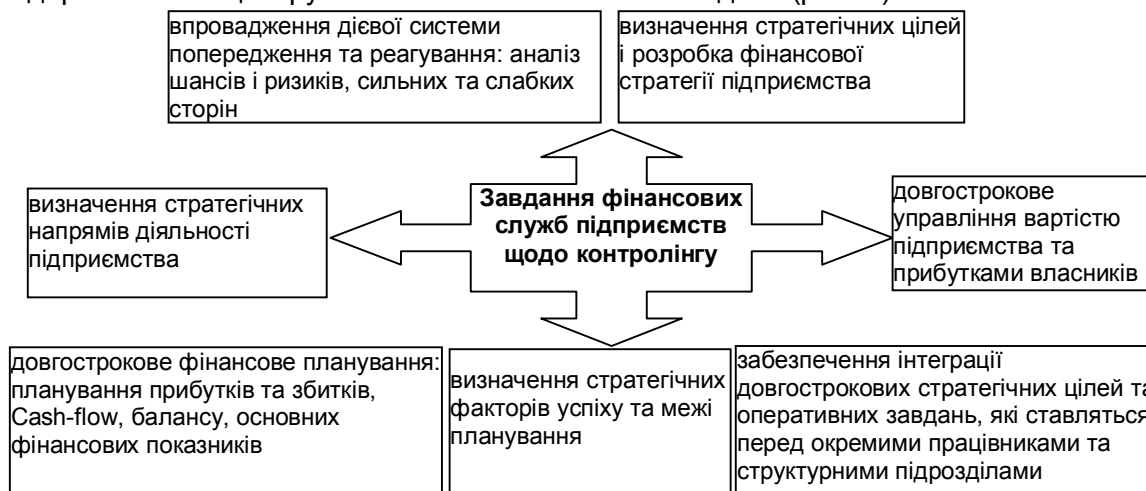 впровадження дієвої системи
попередження та реагування: аналіз
шансів і ризиків, сильних та слабких
сторін
визначення стратегічних цілей
і розробка фінансової
стратегії підприємства
визначення стратегічних
напрямів діяльності
підприємства
Завдання фінансових
служб підприємств
щодо контролінгу
довгострокове
управління вартістю
підприємства та
прибутками власників
довгострокове фінансове планування:
планування прибутків та збитків,
Cash-flow, балансу, основних
фінансових показників
визначення стратегічних
факторів успіху та межі
планування
забезпечення інтеграції
довгострокових стратегічних цілей та
оперативних завдань, які ставляться
перед окремими працівниками та
структурними підрозділами